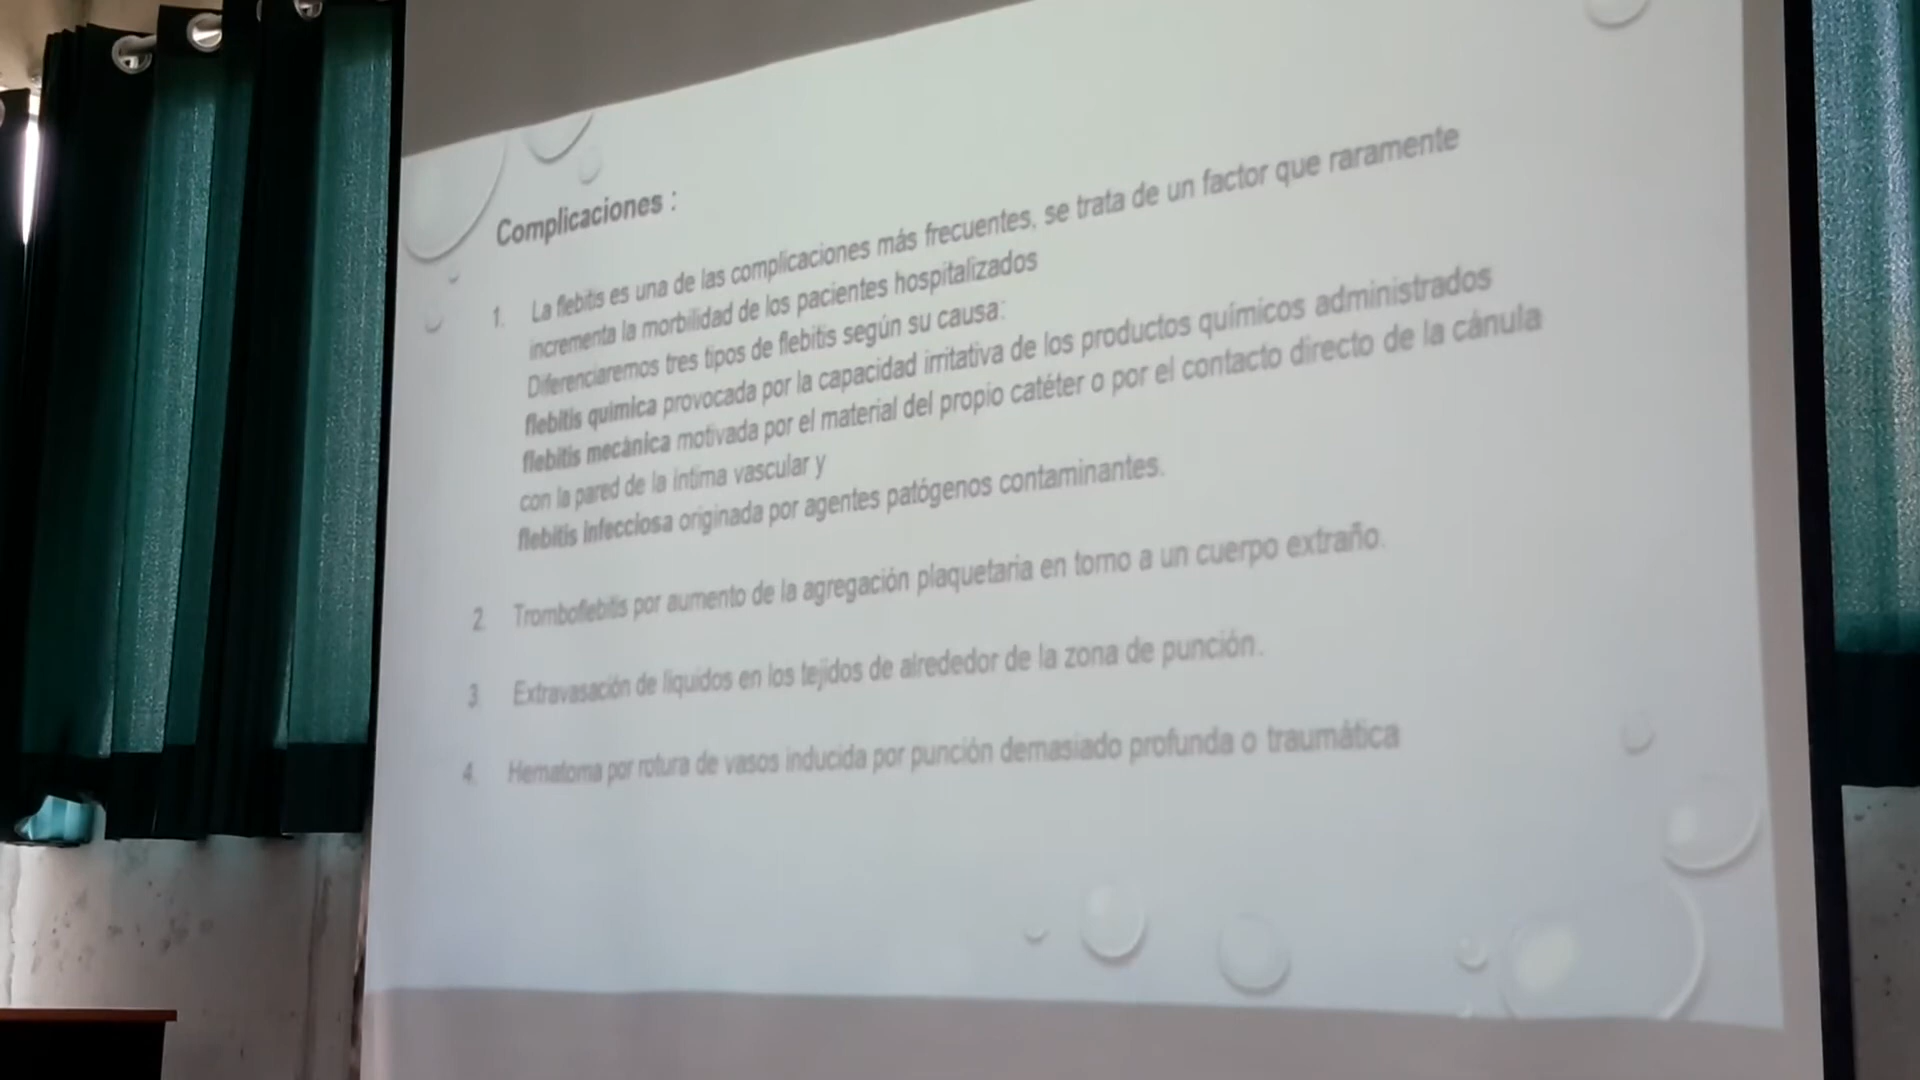 Complicaciones :
1. La flebitis es una de las complicaciones más frecuentes, se trata de un factor que raramente
incrementa la morbilidad de los pacientes hospitalizados
Diferenciaremos tres tipos de flebitis según su causa:
flebitis química provocada por la capacidad irritativa de los productos químicos administrados
flebitis mecánica motivada por el material del propio catéter o por el contacto directo de la cánula
con la pared de la íntima vascular y
flebitis infecciosa originada por agentes patógenos contaminantes.
2. Tromboflebitis por aumento de la agregación plaquetaria en torno a un cuerpo extraño.
3. Extravasación de líquidos en los tejidos de alrededor de la zona de punción.
4. Hematoma por rotura de vasos inducida por punción demasiado profunda o traumática